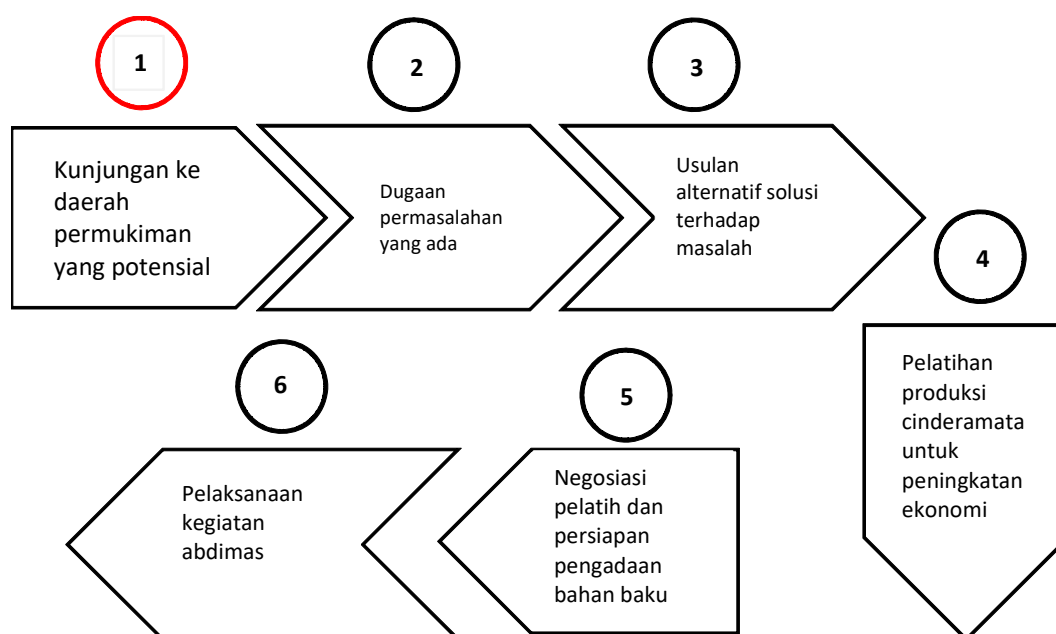 1
Kunjungan ke
daerah
permukiman
yang potensial
2
Dugaan
permasalahan
yang ada
3
Usulan
alternatif solusi
terhadap
masalah
4
Pelatihan
produksi
cinderamata
untuk
peningkatan
ekonomi
5
Negosiasi
pelatih dan
persiapan
pengadaan
bahan baku
6
Pelaksanaan
kegiatan
abdimas